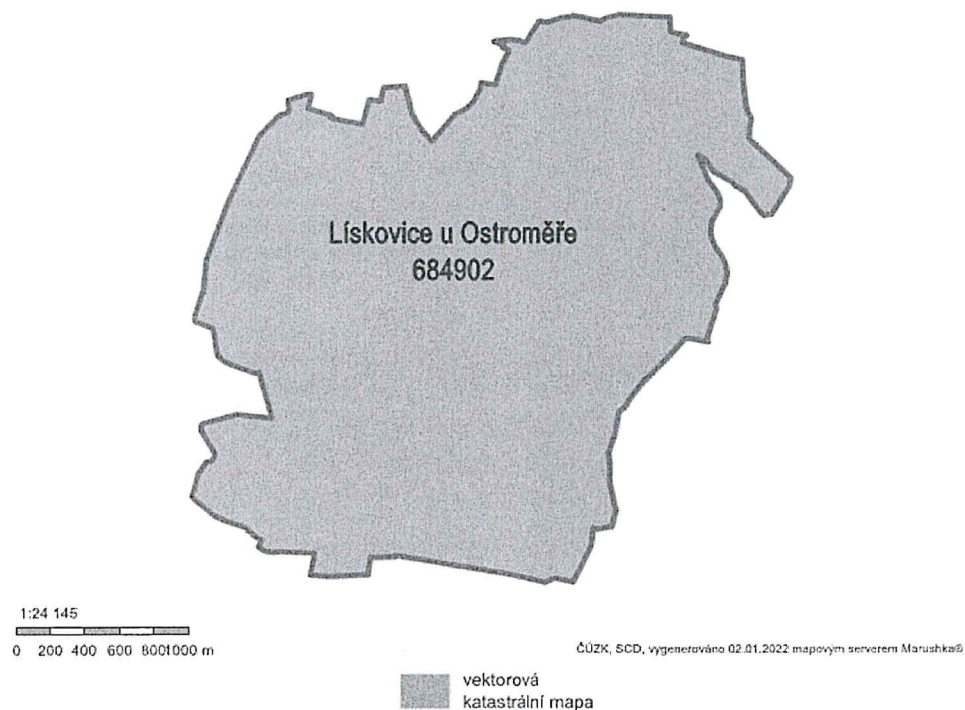 Lískovice u Ostroměře
684902
1:24 145
0 200 400 600 8001000 m
ČÚZK, SCD, vygenerováno 02.01.2022 mapovým serverem Marushka®
vektorová
katastrální mapa